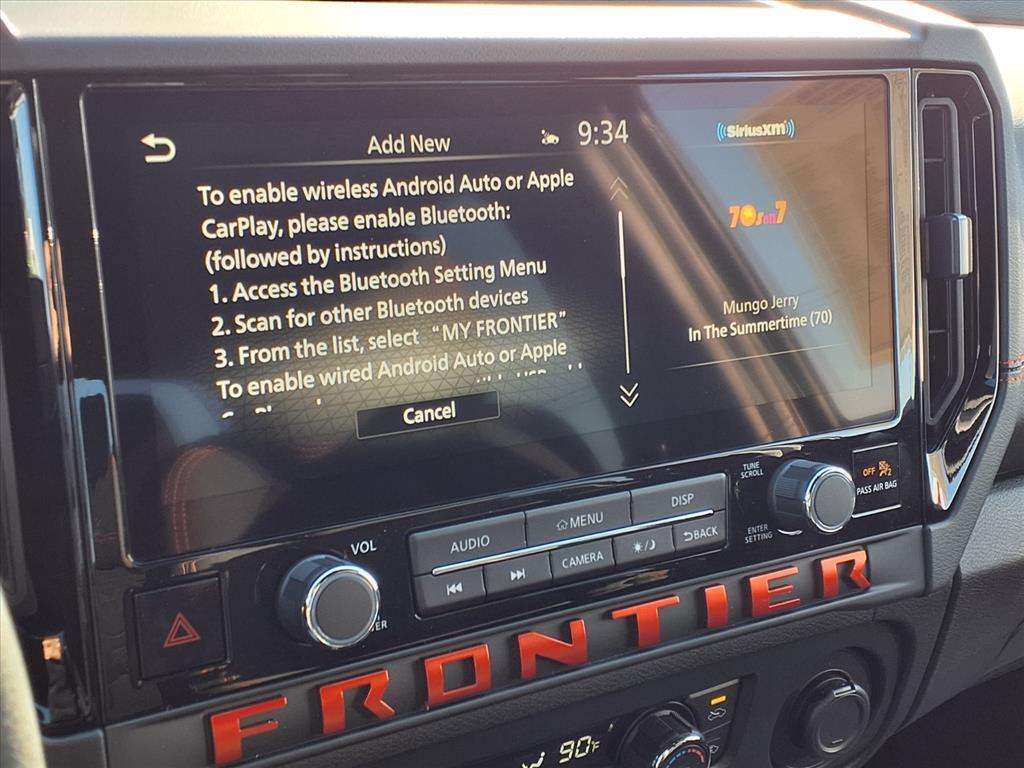 Add New
9:34
SiriusXM
To enable wireless Android Auto or Apple
CarPlay, please enable Bluetooth:
(followed by instructions)
1. Access the Bluetooth Setting Menu
2. Scan for other Bluetooth devices
3. From the list, select “MY FRONTIER”
To enable wired Android Auto or Apple
Cancel
70s on 7
Mungo Jerry
In The Summertime (70)
VOL
AUDIO
MENU
DISP
CAMERA
BACK
TUNE
SCROLL
ENTER
SETTING
OFF
2
PASS AIR BAG
FRONTIER
90°F